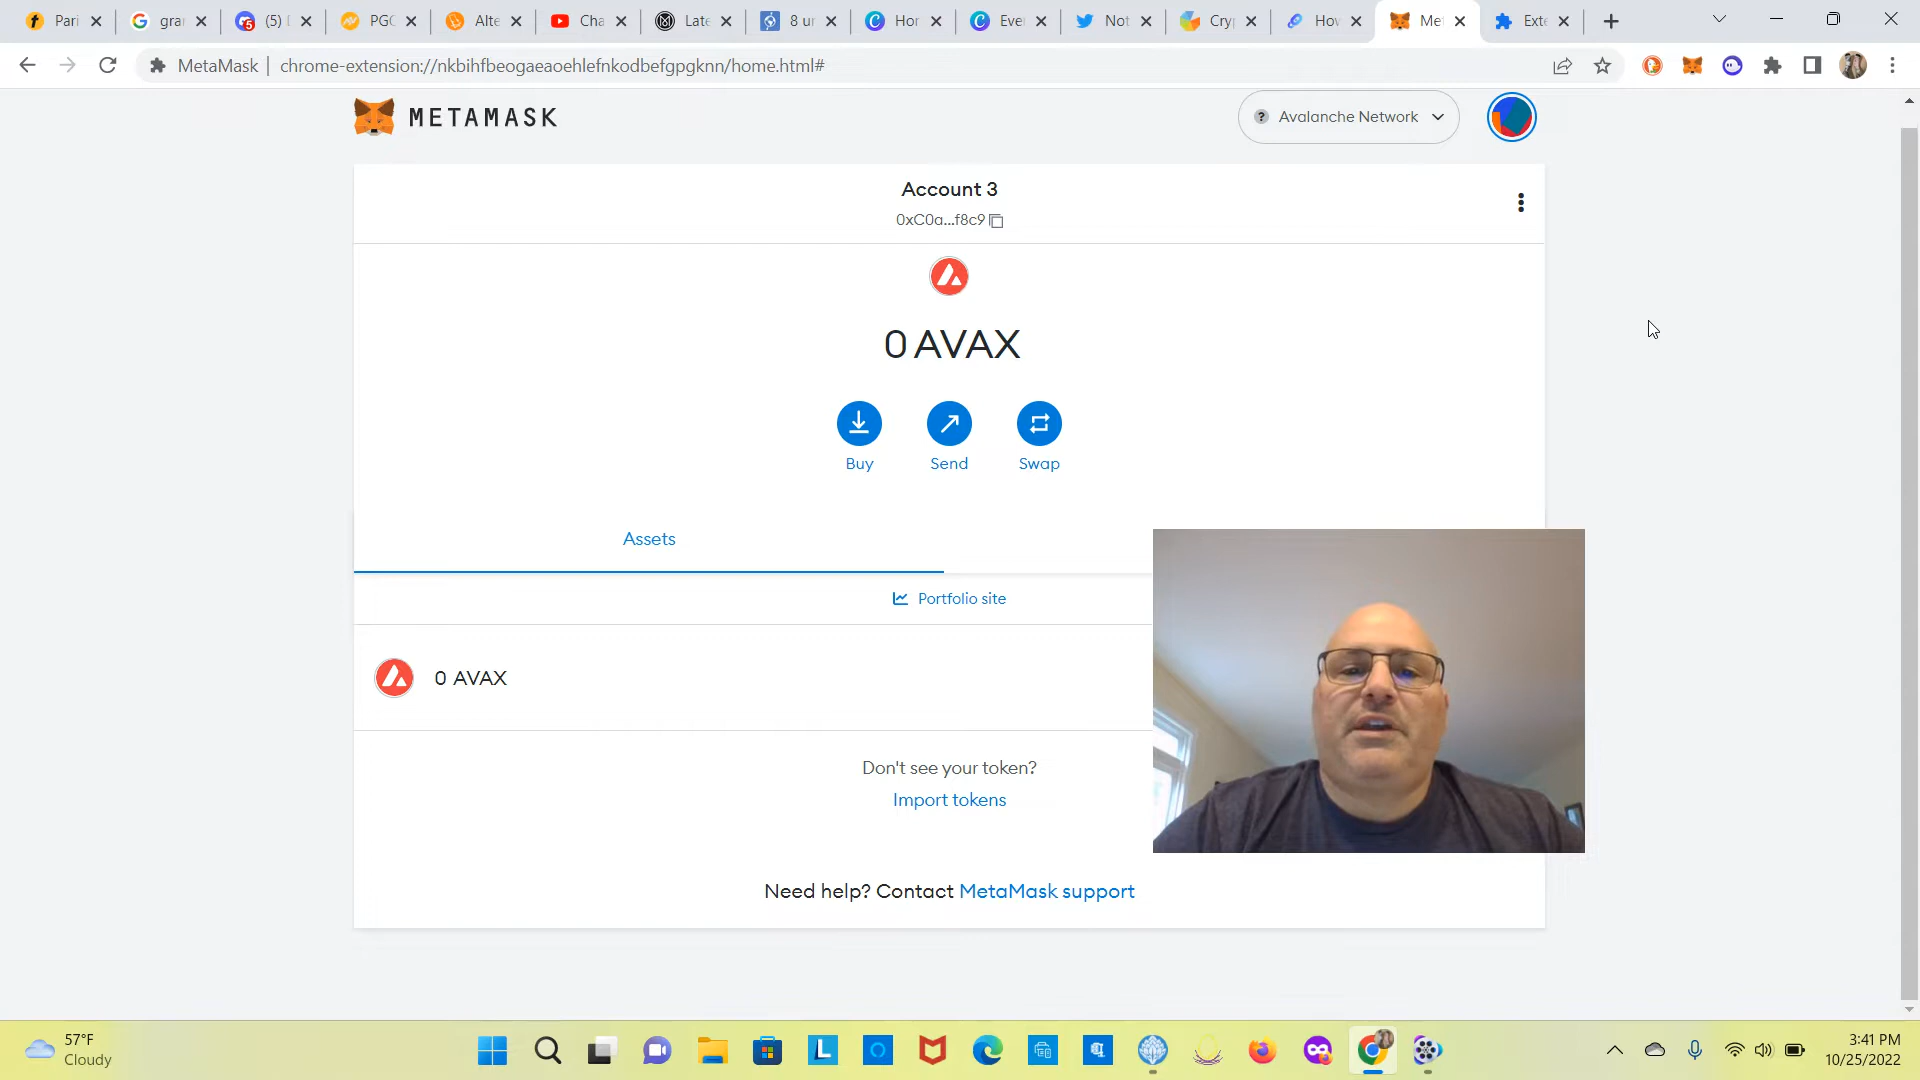 Pari
grar
(5)
PGC
Alte
Cha
Late
8 ur
Hor
Eve
Not
Cry
How
Me
Exte
MetaMask | chrome-extension://nkbihfbeogaeaoehlefnkodbefgpgknn/home.html#
METAMASK
? Avalanche Network
Account 3
0xC0a...f8c9
0 AVAX
Buy
Send
Swap
Assets
Portfolio site
0 AVAX
Don't see your token?
Import tokens
Need help? Contact MetaMask support
57°F
Cloudy
3:41 PM
10/25/2022